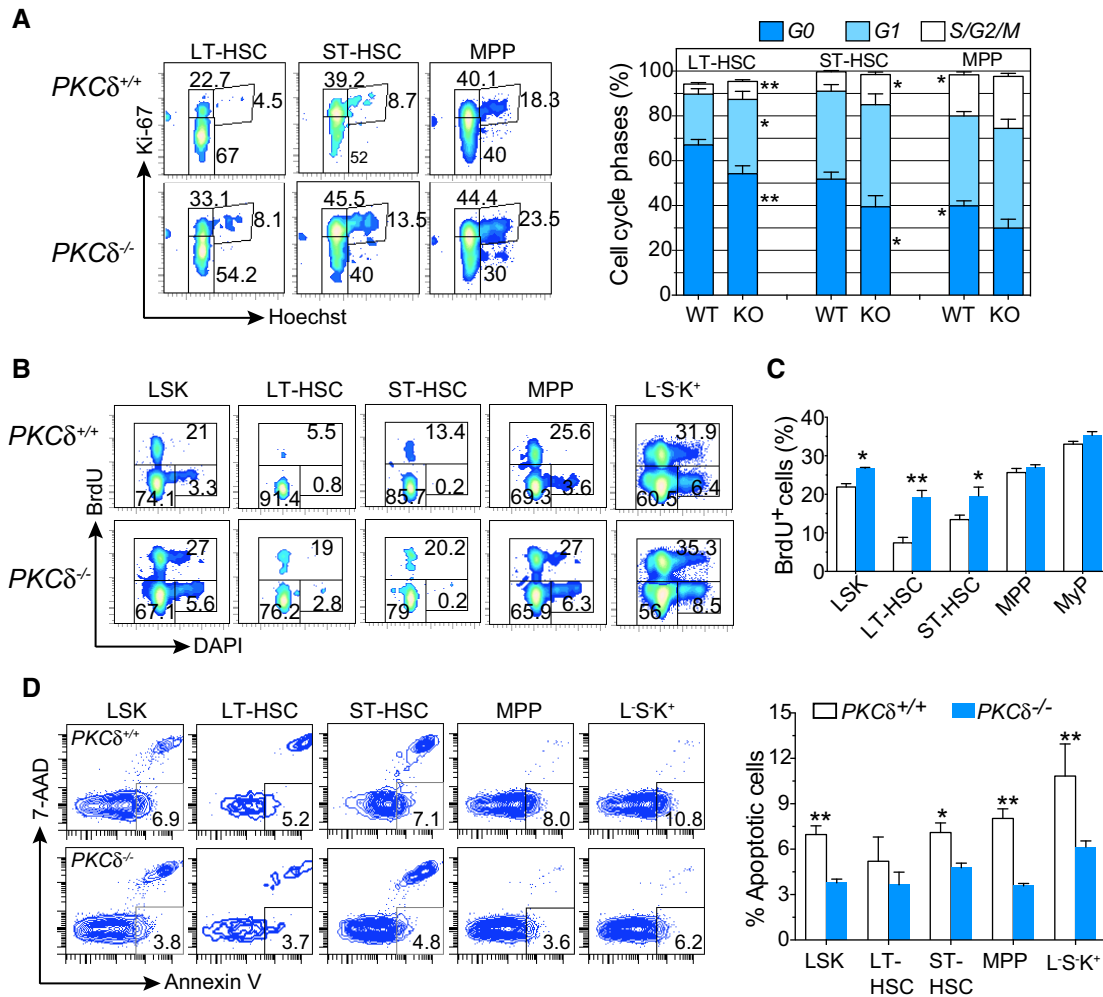 A
G0 G1 S/G2/M
LT-HSC ST-HSC MPP
PKCδ+/+
22.7 4.5 67
39.2 8.7 52
40.1 18.3 40
Ki-67
PKCδ-/-
33.1 8.1 54.2
45.5 13.5 40
44.4 23.5 30
Hoechst
Cell cycle phases (%)
100
80
60
40
20
0
LT-HSC ST-HSC MPP
** * **
* *
* *
WT KO WT KO WT KO
B
LSK LT-HSC ST-HSC MPP L-S-K+
PKCδ+/+
21 74.1 3.3
5.5 91.4 0.8
13.4 85.7 0.2
25.6 69.3 3.6
31.9 60.5 6.4
BrdU
PKCδ-/-
27 67.1 5.6
19 76.2 2.8
20.2 79 0.2
27 65.9 6.3
35.3 56 8.5
DAPI
C
BrdU+ cells (%)
40
30
20
10
0
* ** *
LSK LT-HSC ST-HSC MPP MyP
D
LSK LT-HSC ST-HSC MPP L-S-K+
PKCδ+/+
6.9 5.2 7.1 8.0 10.8
7-AAD
PKCδ-/-
3.8 3.7 4.8 3.6 6.2
Annexin V
% Apoptotic cells
15
12
9
6
3
0
PKCδ+/+ PKCδ-/-
** * ** **
LSK LT-HSC ST-HSC MPP L-S-K+